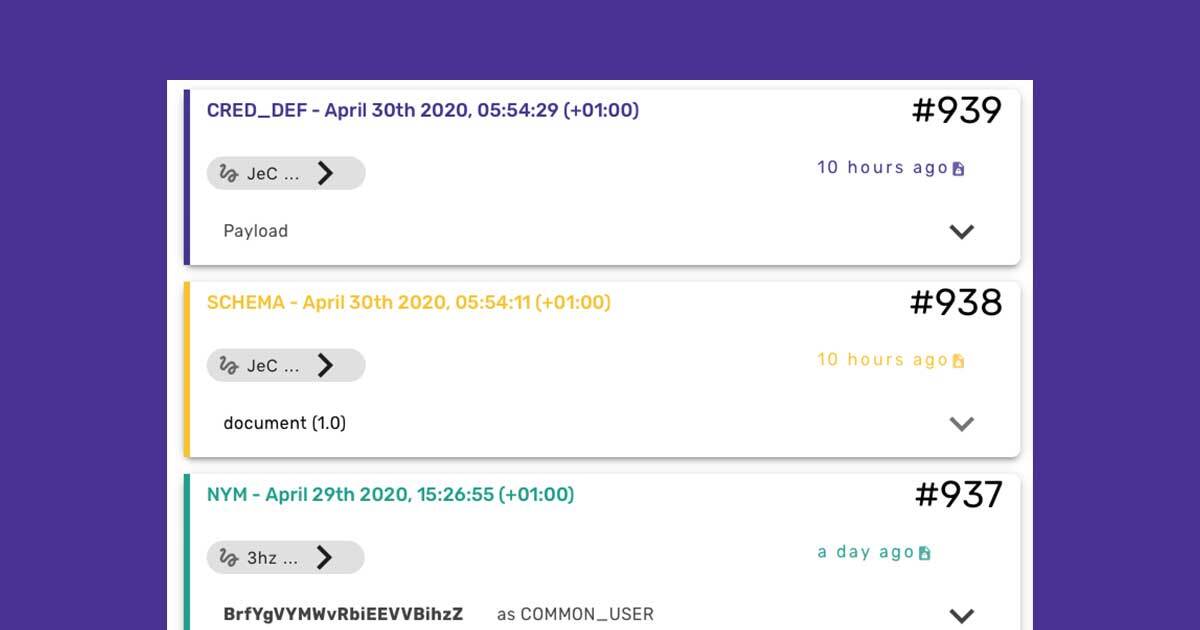 CRED_DEF - April 30th 2020, 05:54:29 (+01:00) #939
JeC ... 10 hours ago
Payload
SCHEMA - April 30th 2020, 05:54:11 (+01:00) #938
JeC ... 10 hours ago
document (1.0)
NYM - April 29th 2020, 15:26:55 (+01:00) #937
3hz ... a day ago
BrfYgVYMWvRbiEEVVBihzZ as COMMON_USER